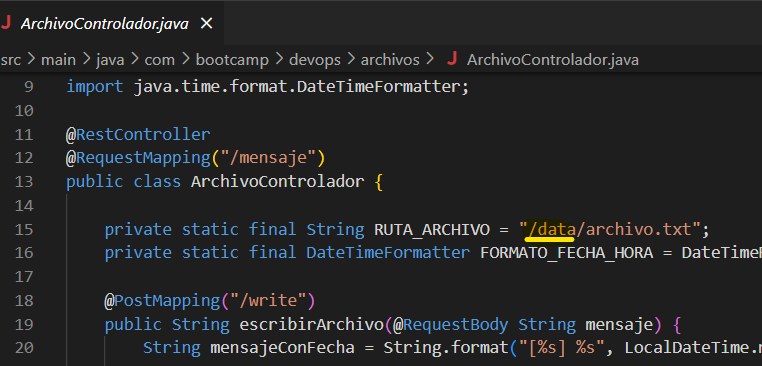 J ArchivoControlador.java ×
src > main > java > com > bootcamp > devops > archivos > J ArchivoControlador.java
9 import java.time.format.DateTimeFormatter;
10
11 @RestController
12 @RequestMapping("/mensaje")
13 public class ArchivoControlador {
14
15 private static final String RUTA_ARCHIVO = "/data/archivo.txt";
16 private static final DateTimeFormatter FORMATO_FECHA_HORA = DateTimeF
17
18 @PostMapping("/write")
19 public String escribirArchivo(@RequestBody String mensaje) {
20 String mensajeConFecha = String.format("[%s] %s", LocalDateTime.n